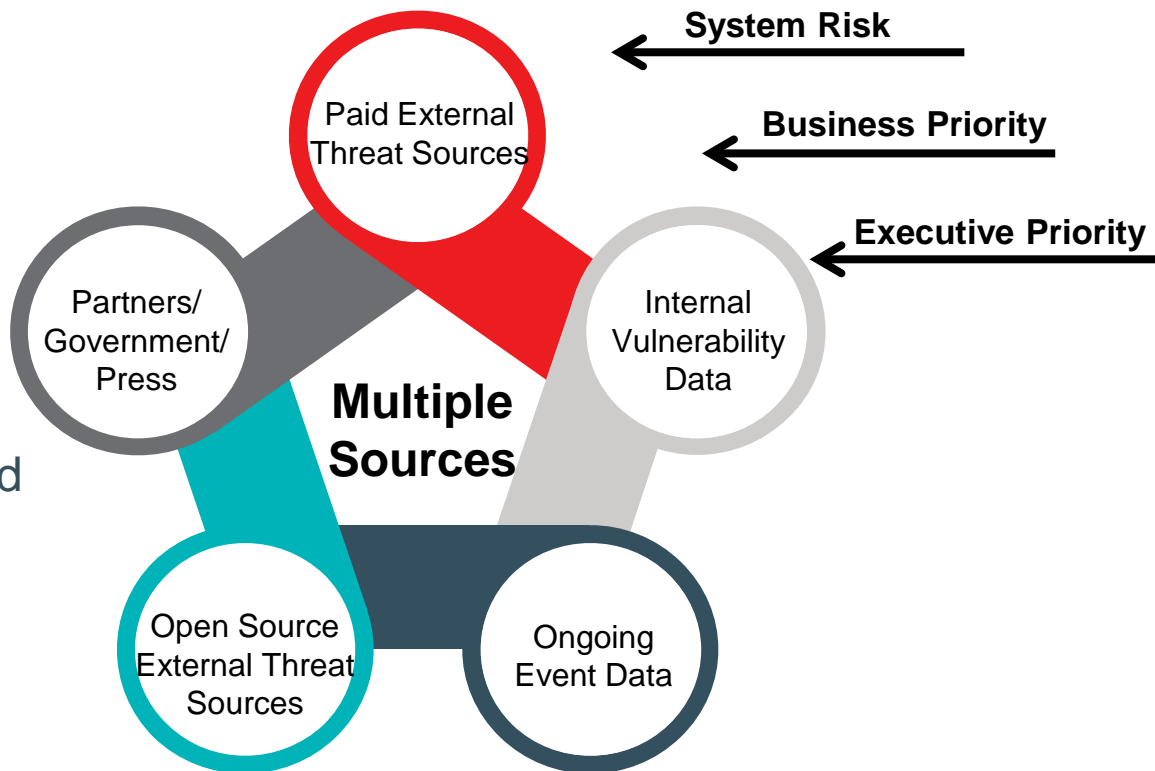 System Risk
Paid External
Threat Sources
Business Priority
Executive Priority
Partners/
Government/
Press
Internal
Vulnerability
Data
Multiple
Sources
d
Open Source
External Threat
Sources
Ongoing
Event Data